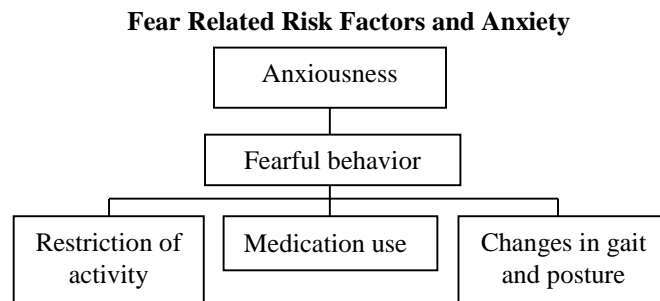 Fear Related Risk Factors and Anxiety
Anxiousness
Fearful behavior
Restriction of
activity
Medication use
Changes in gait
and posture